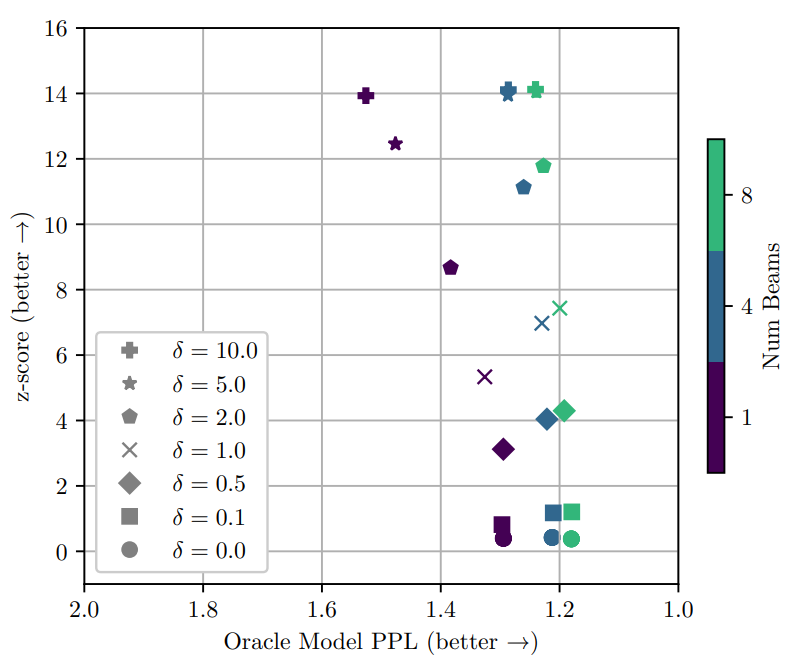 16
14
12
10
8
6
4
2
0
z-score (better →)
δ = 10.0
δ = 5.0
δ = 2.0
δ = 1.0
δ = 0.5
δ = 0.1
δ = 0.0
2.0 1.8 1.6 1.4 1.2 1.0
Oracle Model PPL (better →)
8
4
1
Num Beams